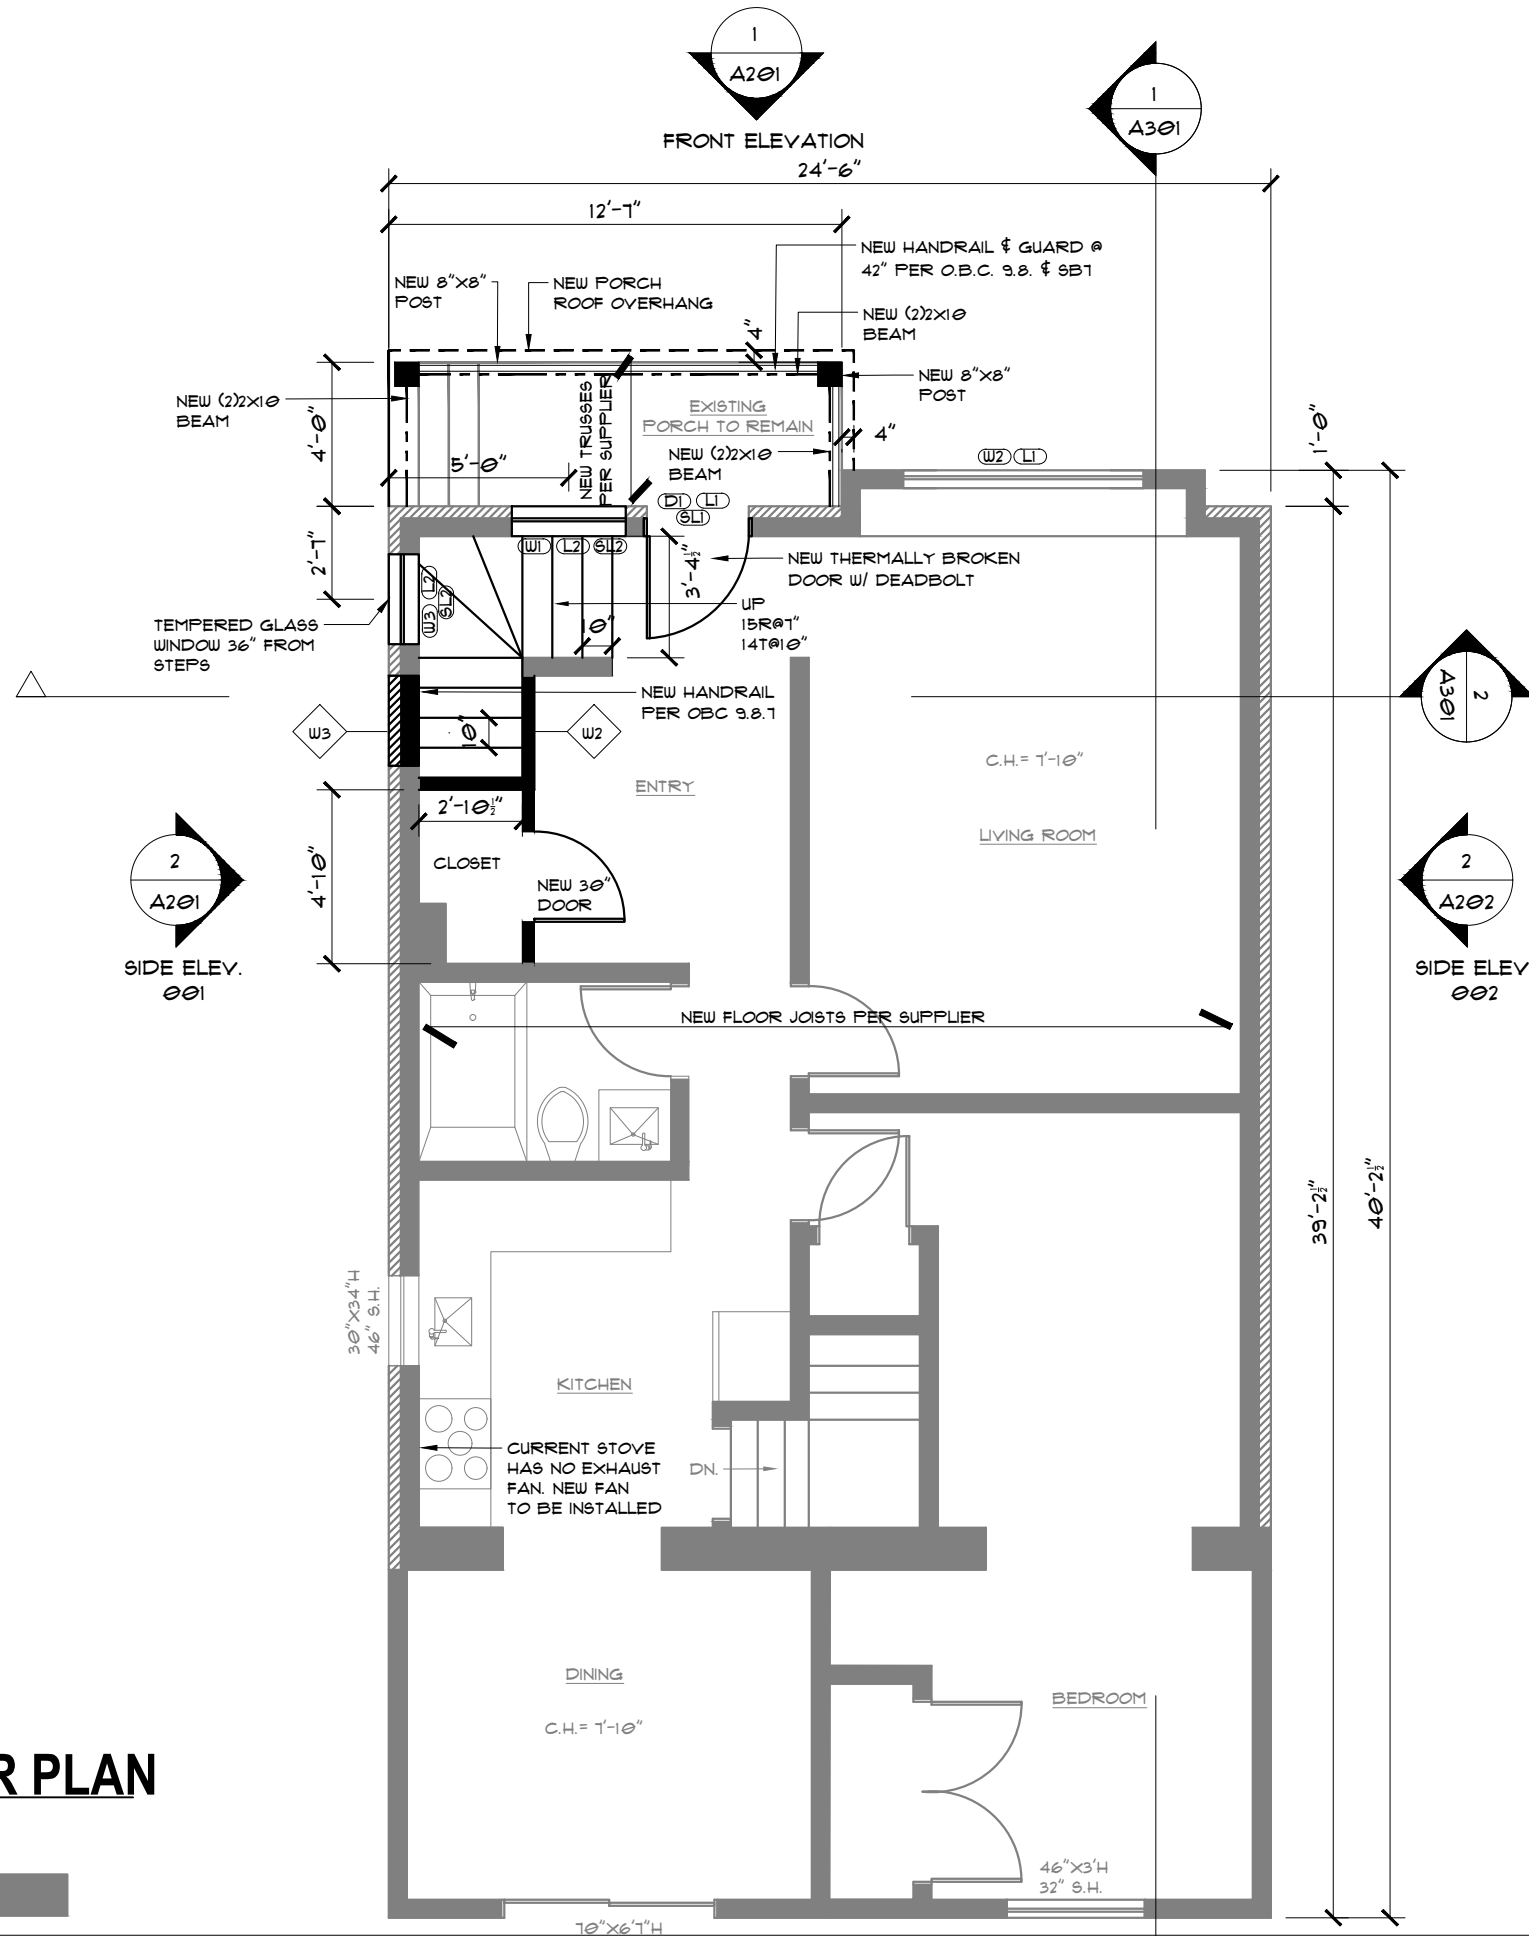 1
A201
FRONT ELEVATION
1
A301
24'-6"
12'-7"
NEW HANDRAIL & GUARD @
42" PER O.B.C. 9.8. & SB7
NEW 8"X8"
POST
NEW PORCH
ROOF OVERHANG
NEW (2)2X10
BEAM
4"
NEW 8"X8"
POST
NEW (2)2X10
BEAM
4'-0"
NEW TRUSSES
PER SUPPLIER
EXISTING
PORCH TO REMAIN
4"
NEW (2)2X10
BEAM
5'-0"
W2
L1
1'-0"
D1
L1
SL1
W1
L2
SL2
2'-7"
3'-4½"
NEW THERMALLY BROKEN
DOOR W/ DEADBOLT
W3
L2
SL2
TEMPERED GLASS
WINDOW 36" FROM
STEPS
10"
UP
15R@7"
14T@10"
NEW HANDRAIL
PER OBC 9.8.7
2
A301
W3
10"
W2
C.H.= 7'-10"
ENTRY
LIVING ROOM
2'-10½"
4'-10"
CLOSET
NEW 30"
DOOR
2
A201
SIDE ELEV.
001
2
A202
SIDE ELEV
002
NEW FLOOR JOISTS PER SUPPLIER
39'-2½"
40'-2½"
30"X34"H
46" S.H.
KITCHEN
CURRENT STOVE
HAS NO EXHAUST
FAN. NEW FAN
TO BE INSTALLED
DN.
DINING
C.H.= 7'-10"
BEDROOM
R PLAN
46"X3'H
32" S.H.
70"X6'7"H